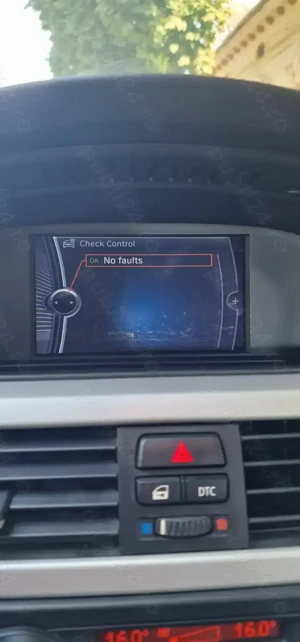 Check Control
OK No faults
+
DTC
16.0° 16.0°